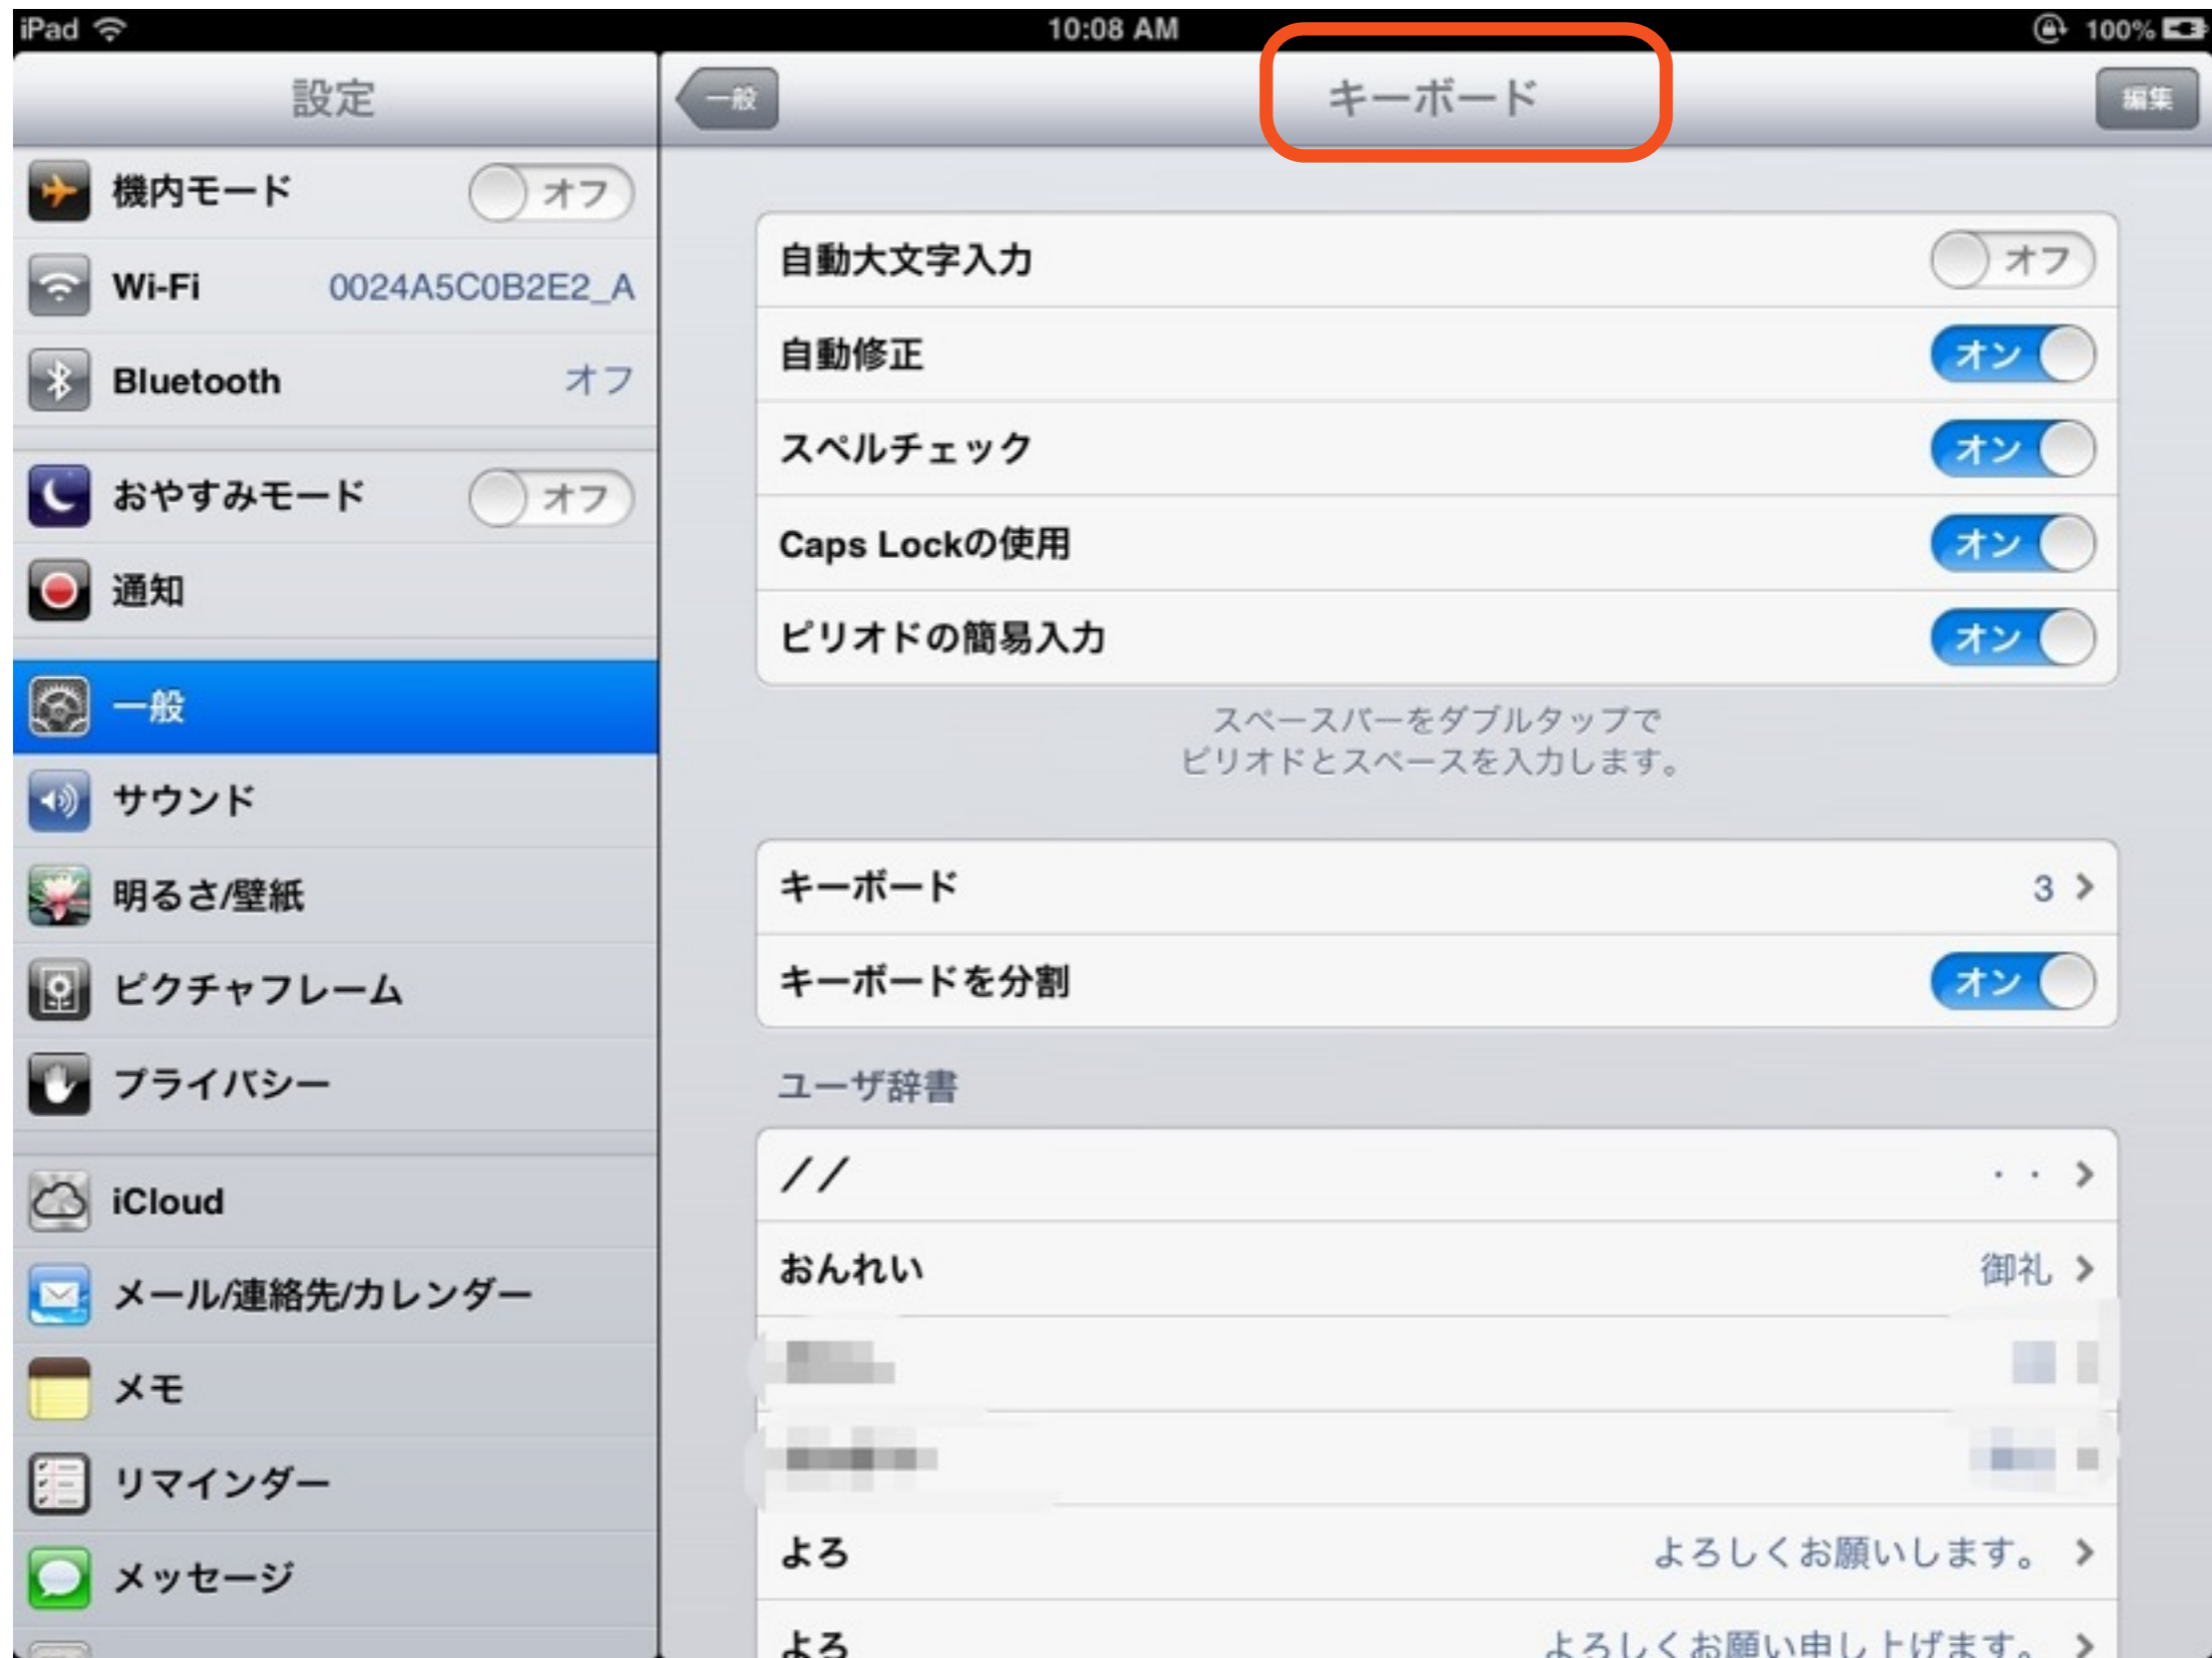 iPad 10:08 AM 100%
設定
機内モード オフ
Wi-Fi 0024A5C0B2E2_A
Bluetooth オフ
おやすみモード オフ
通知
一般
サウンド
明るさ/壁紙
ピクチャフレーム
プライバシー
iCloud
メール/連絡先/カレンダー
メモ
リマインダー
メッセージ
一般 キーボード 編集
自動大文字入力 オフ
自動修正 オン
スペルチェック オン
Caps Lockの使用 オン
ピリオドの簡易入力 オン
スペースバーをダブルタップで
ピリオドとスペースを入力します。
キーボード 3
キーボードを分割 オン
ユーザ辞書
// ・・
おんれい 御礼
よろ よろしくお願いします。
よろ よろしくお願い申し上げます。